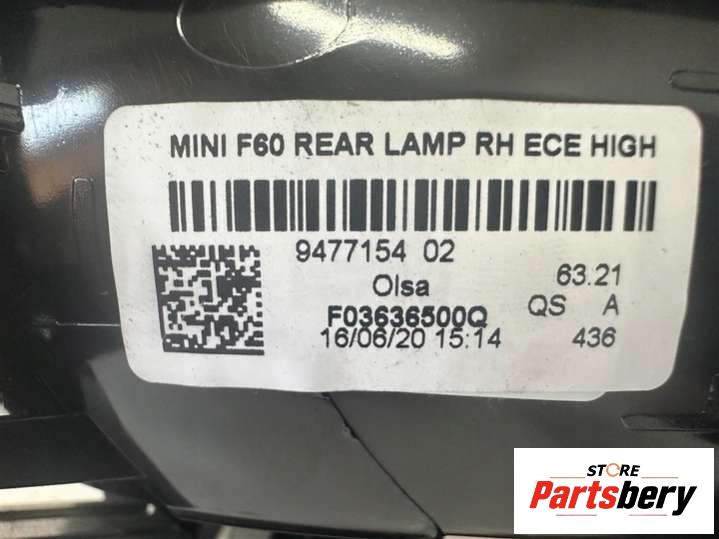 MINI F60 REAR LAMP RH ECE HIGH
9477154 02
Olsa
63.21
F03636500Q
QS A
16/06/20 15:14
436
STORE
Partsbery